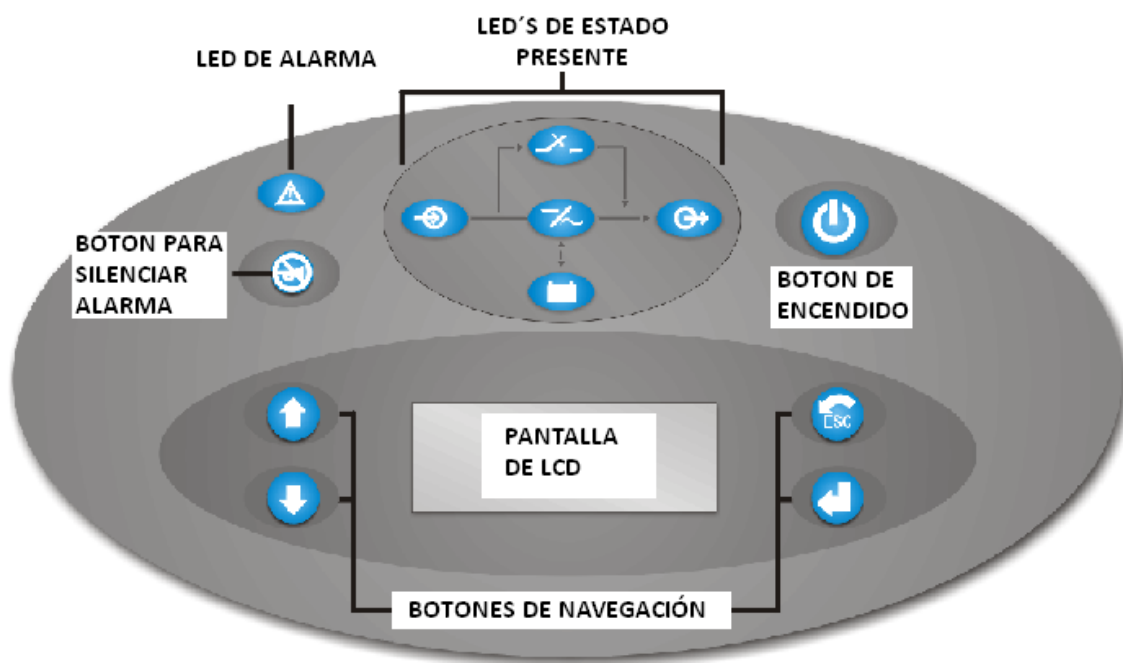 LED´S DE ESTADO
PRESENTE
LED DE ALARMA
BOTON PARA
SILENCIAR
ALARMA
BOTON DE
ENCENDIDO
ESC
PANTALLA
DE LCD
BOTONES DE NAVEGACIÓN